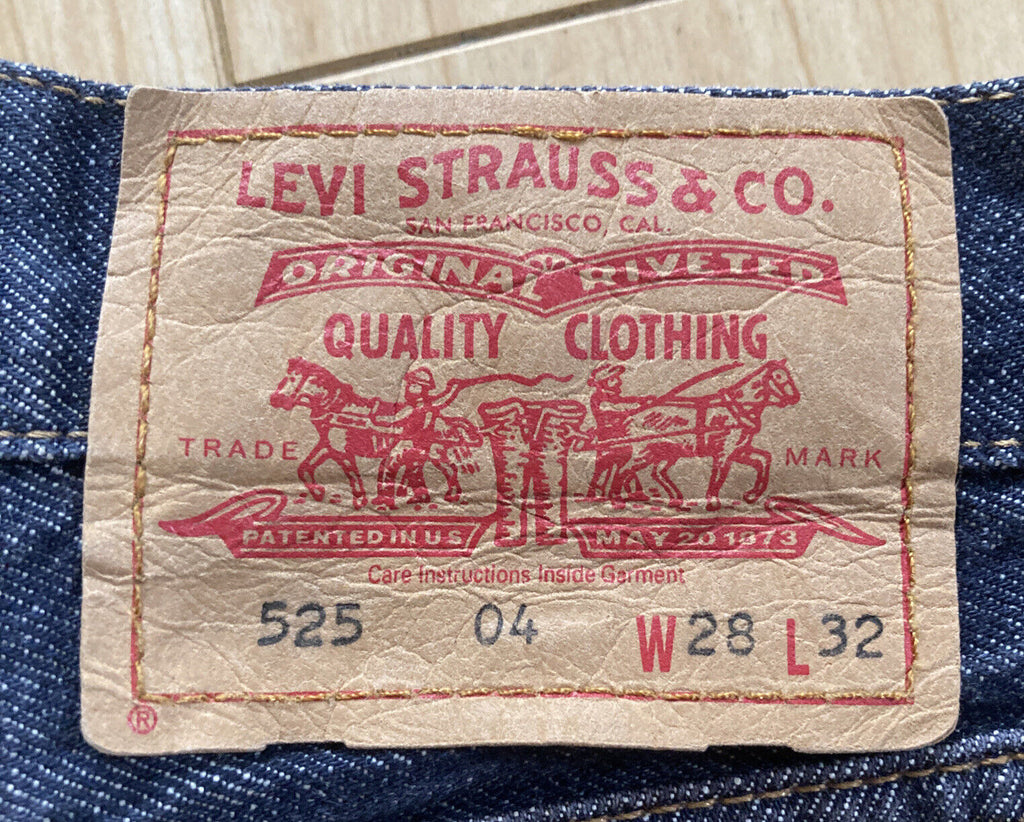 LEVI STRAUSS & CO.
SAN FRANCISCO, CAL.
ORIGINAL RIVETED
QUALITY CLOTHING
TRADE MARK
PATENTED IN U S MAY 20 1873
Care Instructions Inside Garment
525 04 W 28 L 32
®